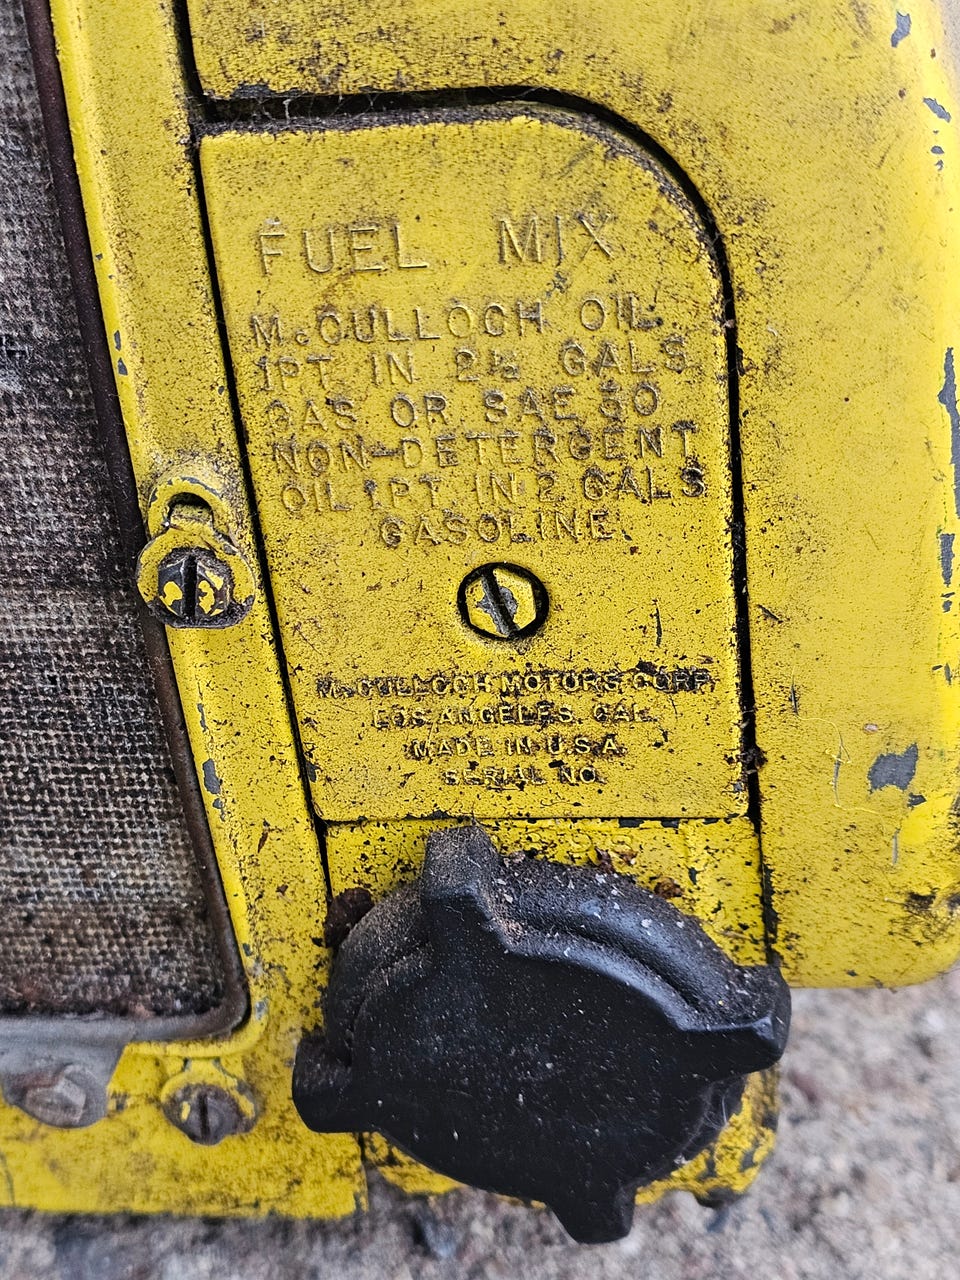 FUEL MIX
McCULLOCH OIL
1PT. IN 2½ GALS
GAS OR SAE 30
NON-DETERGENT
OIL 1PT. IN 2 GALS
GASOLINE.
McCULLOCH MOTORS CORP.
LOS ANGELES, CAL.
MADE IN U.S.A.
SERIAL NO.